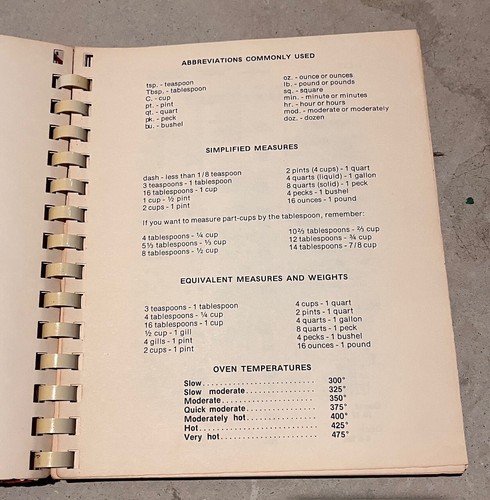 ABBREVIATIONS COMMONLY USED
tsp. - teaspoon
Tbsp. - tablespoon
C. - cup
pt. - pint
qt. - quart
pk. - peck
bu. - bushel
oz. - ounce or ounces
lb. - pound or pounds
sq. - square
min. - minute or minutes
hr. - hour or hours
mod. - moderate or moderately
doz. - dozen
SIMPLIFIED MEASURES
dash - less than 1/8 teaspoon
3 teaspoons - 1 tablespoon
16 tablespoons - 1 cup
1 cup - ½ pint
2 cups - 1 pint
2 pints (4 cups) - 1 quart
4 quarts (liquid) - 1 gallon
8 quarts (solid) - 1 peck
4 pecks - 1 bushel
16 ounces - 1 pound
If you want to measure part-cups by the tablespoon, remember:
4 tablespoons - ¼ cup
5⅓ tablespoons - ⅓ cup
8 tablespoons - ½ cup
10⅔ tablespoons - ⅔ cup
12 tablespoons - ¾ cup
14 tablespoons - 7/8 cup
EQUIVALENT MEASURES AND WEIGHTS
3 teaspoons - 1 tablespoon
4 tablespoons - ¼ cup
16 tablespoons - 1 cup
½ cup - 1 gill
4 gills - 1 pint
2 cups - 1 pint
4 cups - 1 quart
2 pints - 1 quart
4 quarts - 1 gallon
8 quarts - 1 peck
4 pecks - 1 bushel
16 ounces - 1 pound
OVEN TEMPERATURES
Slow............................ 300°
Slow moderate................. 325°
Moderate....................... 350°
Quick moderate................. 375°
Moderately hot................. 400°
Hot............................. 425°
Very hot........................ 475°